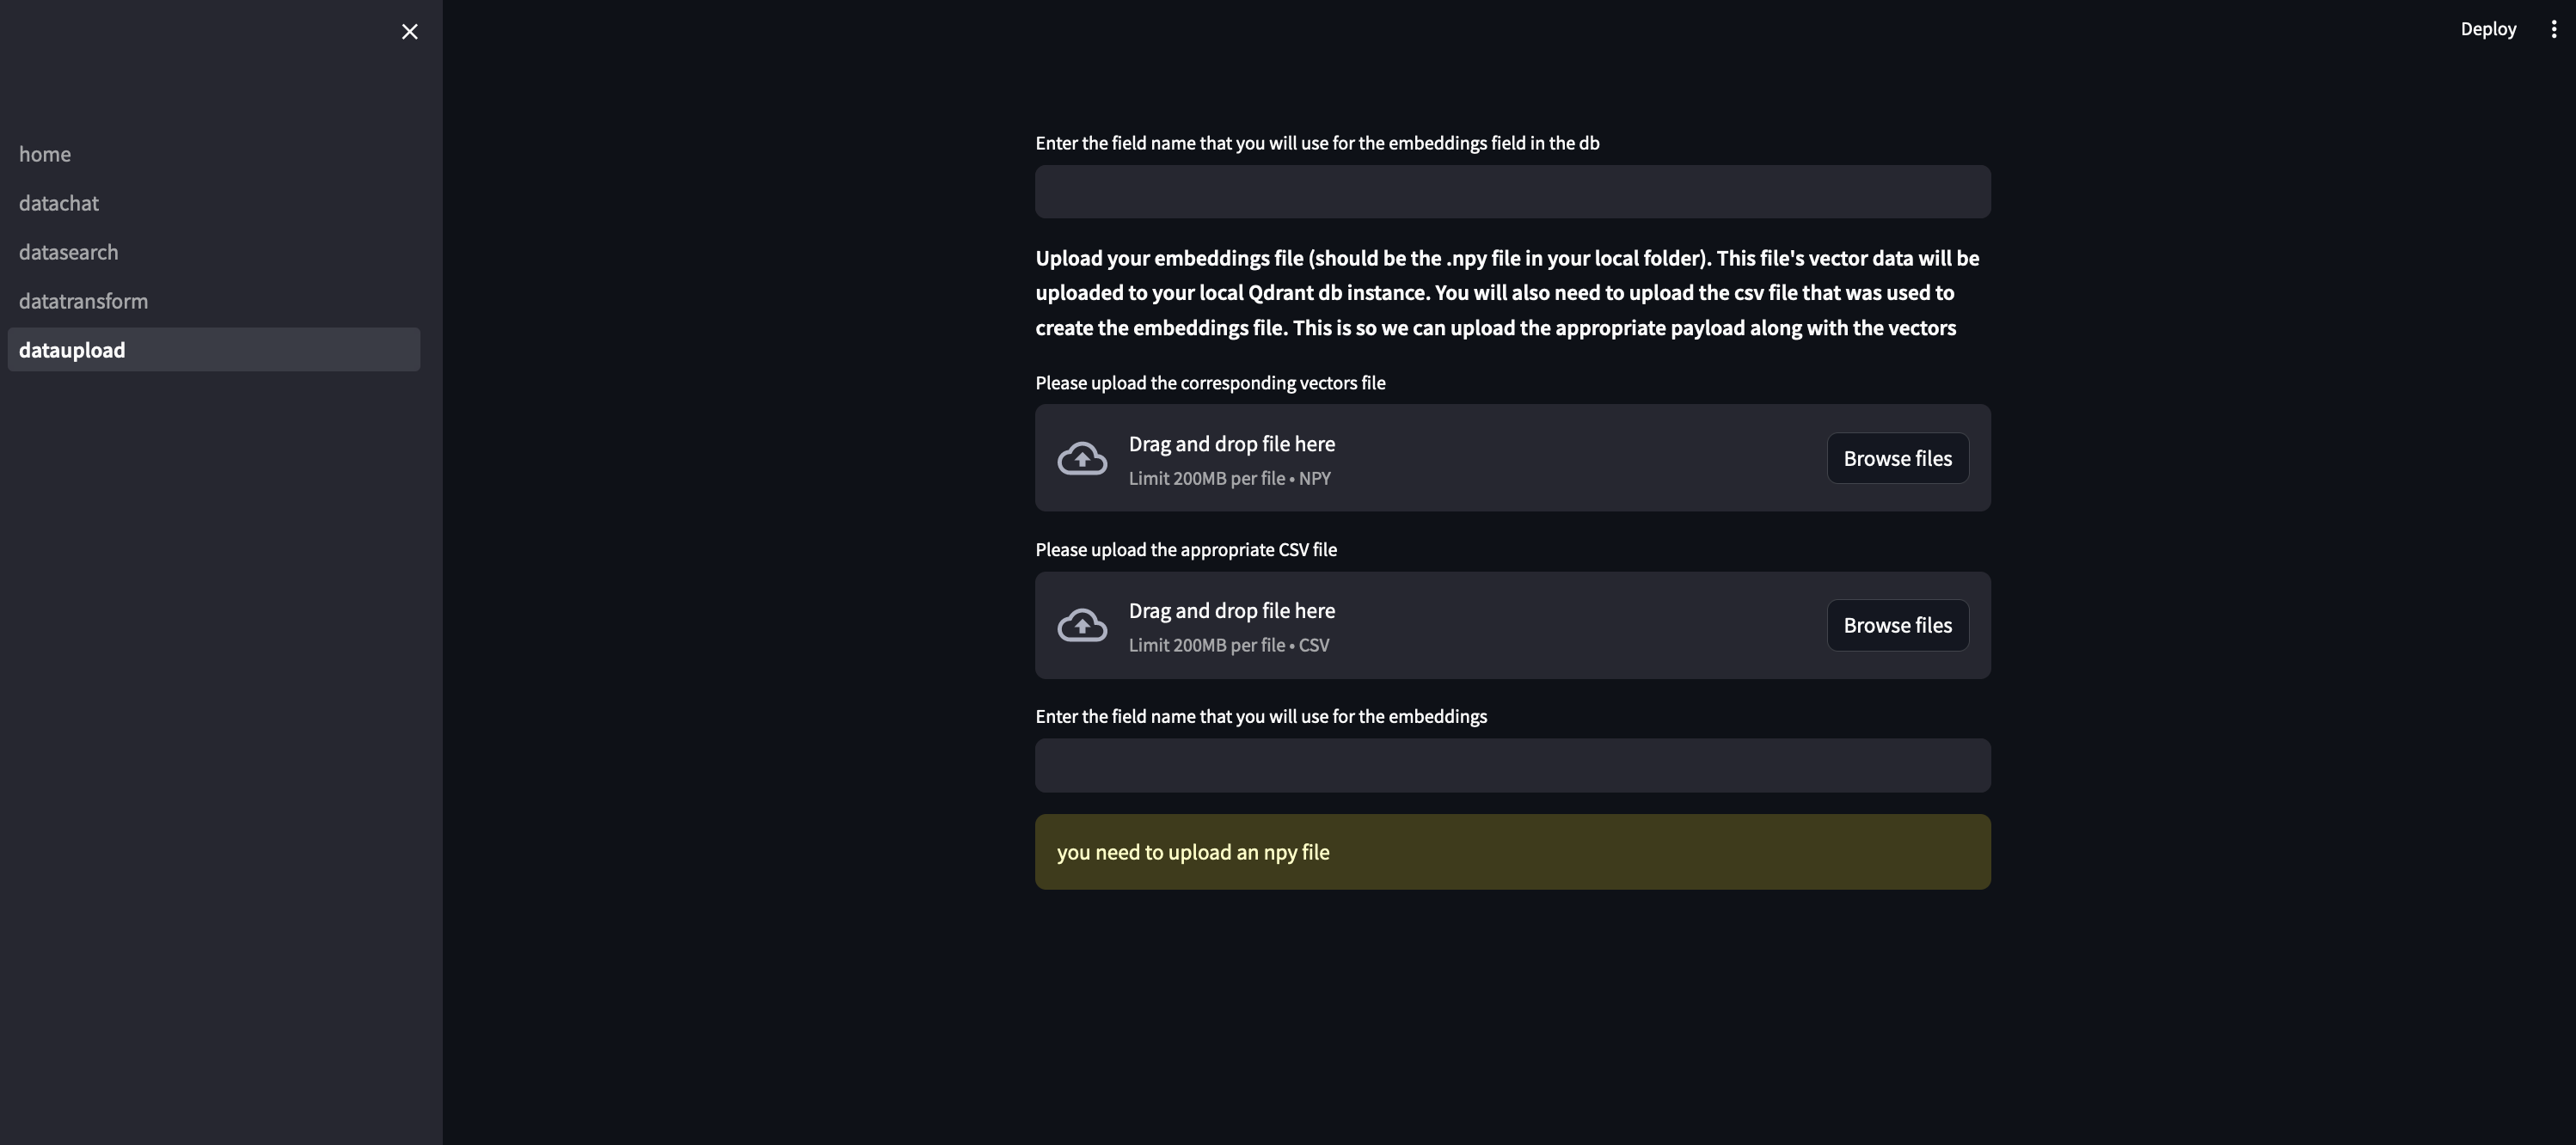 Deploy
home
datachat
datasearch
datatransform
dataupload
Enter the field name that you will use for the embeddings field in the db
Upload your embeddings file (should be the .npy file in your local folder). This file's vector data will be
uploaded to your local Qdrant db instance. You will also need to upload the csv file that was used to
create the embeddings file. This is so we can upload the appropriate payload along with the vectors
Please upload the corresponding vectors file
Drag and drop file here
Limit 200MB per file • NPY
Browse files
Please upload the appropriate CSV file
Drag and drop file here
Limit 200MB per file • CSV
Browse files
Enter the field name that you will use for the embeddings
you need to upload an npy file